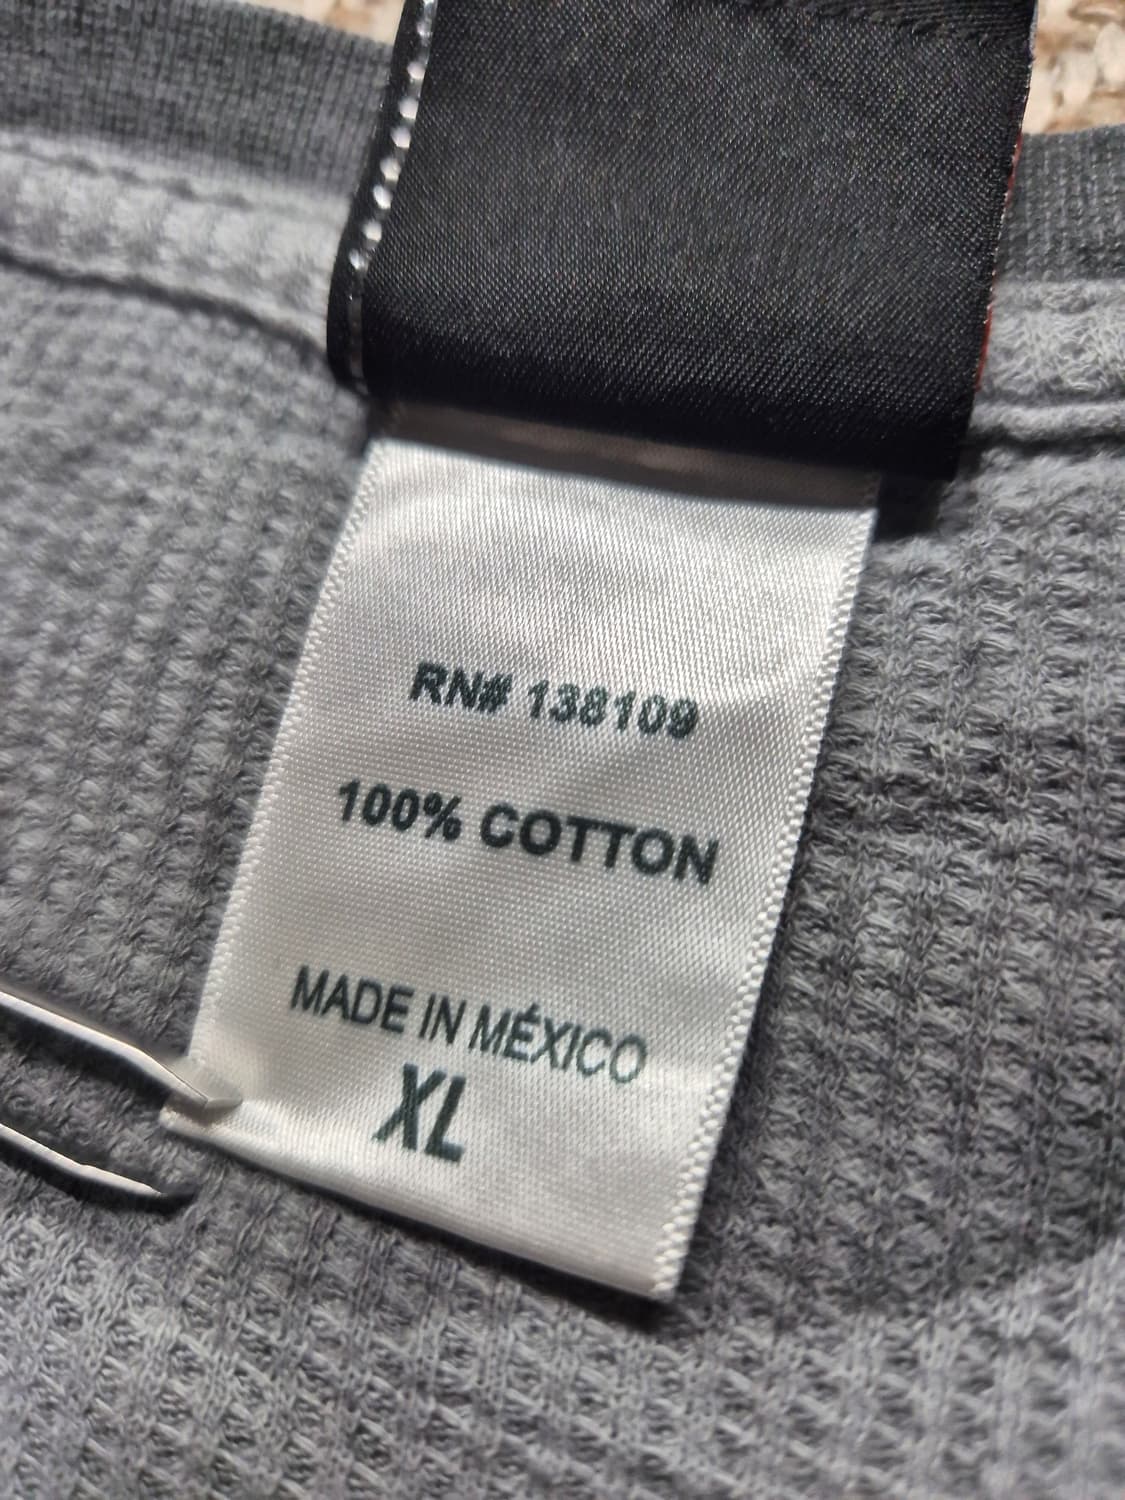 RN# 138109
100% COTTON
MADE IN MÉXICO
XL